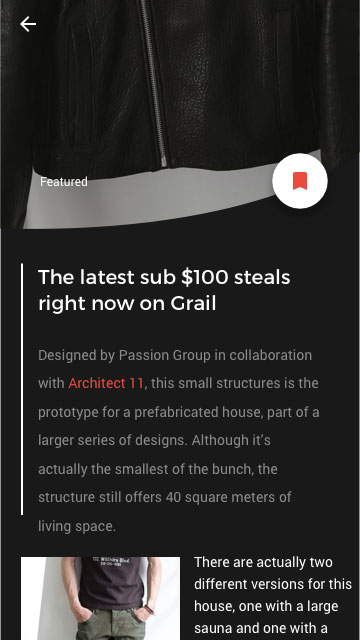 Featured
The latest sub $100 steals
right now on Grail
Designed by Passion Group in collaboration
with Architect 11, this small structures is the
prototype for a prefabricated house, part of a
larger series of designs. Although it's
actually the smallest of the bunch, the
structure still offers 40 square meters of
living space.
There are actually two
different versions for this
house, one with a large
sauna and one with a